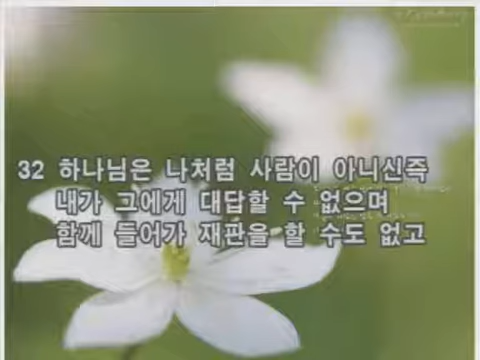 32 하나님은 나처럼 사람이 아니신즉
내가 그에게 대답할 수 없으며
함께 들어가 재판을 할 수도 없고